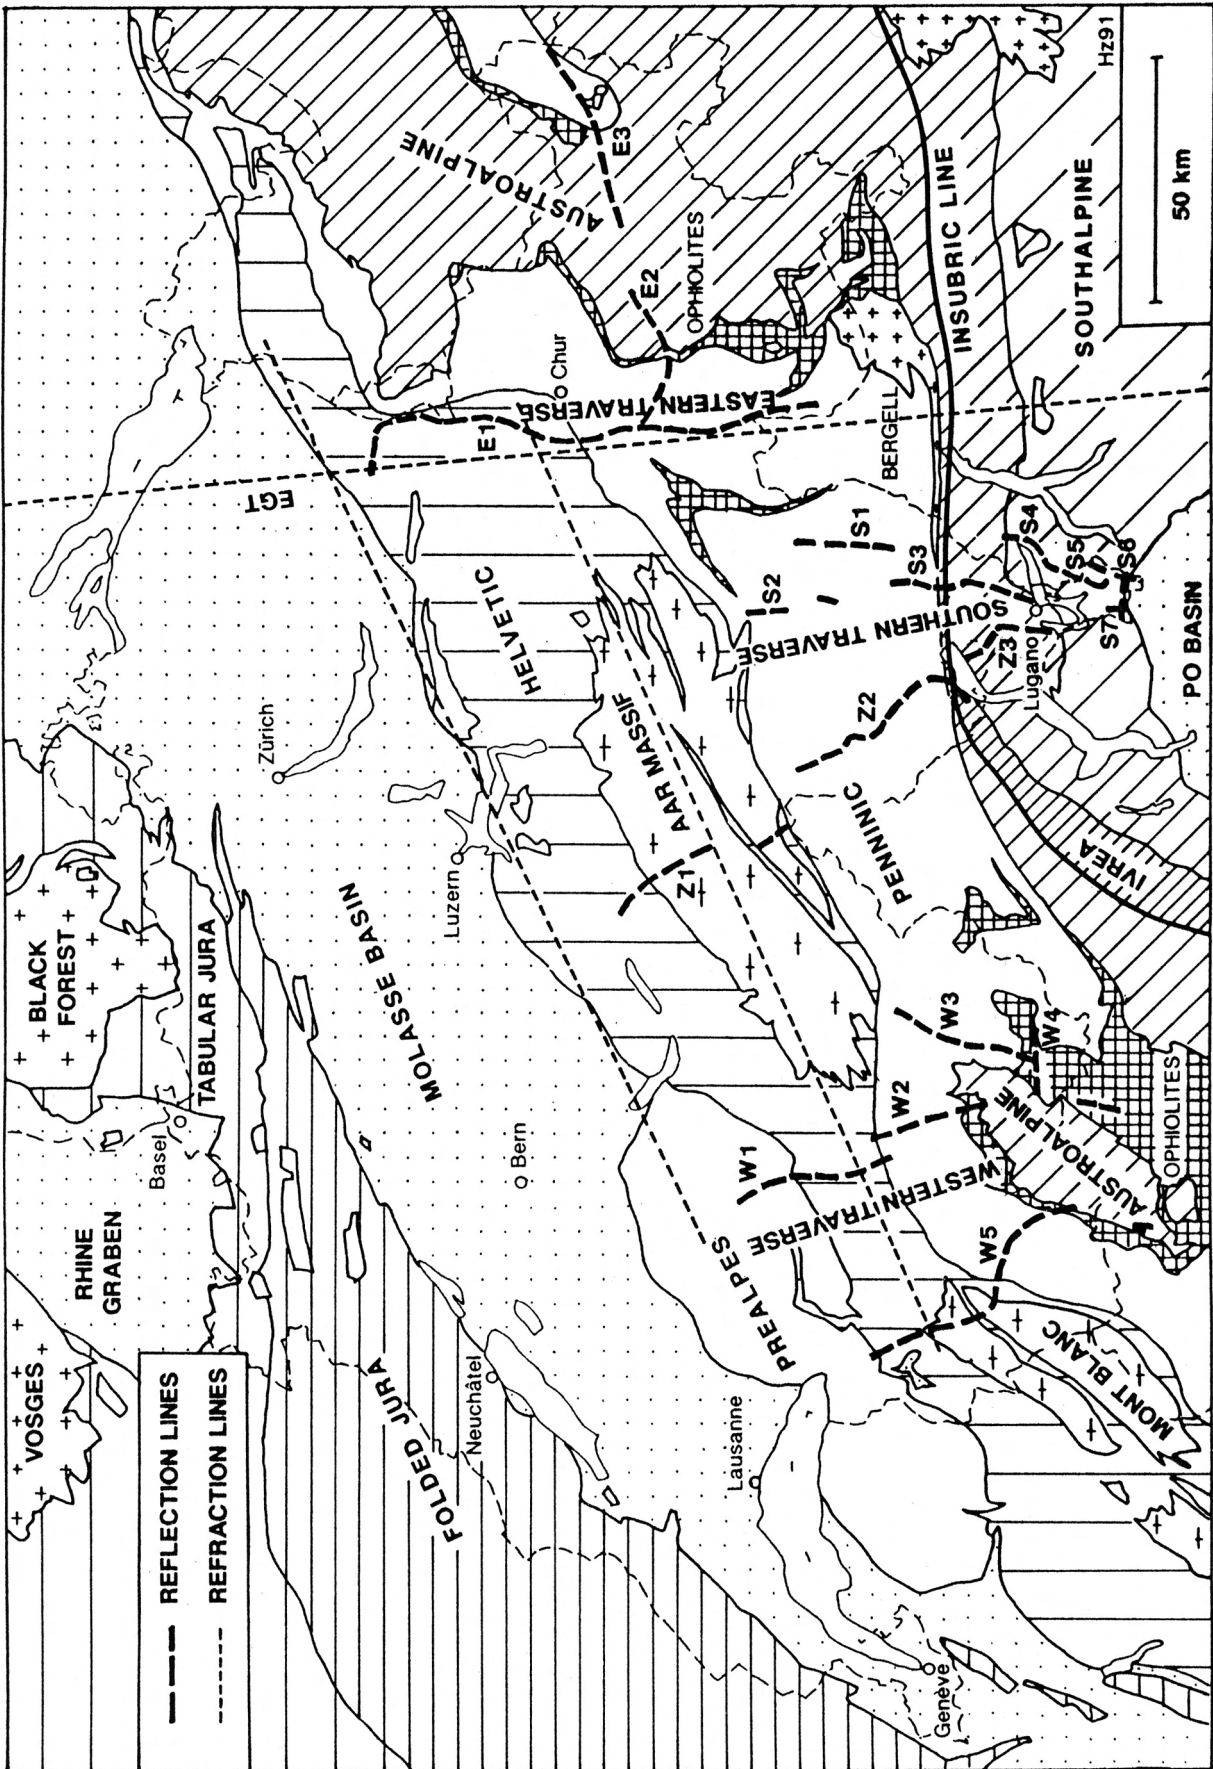 VOSGES
RHINE
GRABEN
BLACK
FOREST
Basel
TABULAR JURA
REFLECTION LINES
REFRACTION LINES
FOLDED JURA
Neuchâtel
MOLASSE BASIN
Bern
Luzern
Zürich
EGT
Lausanne
Genève
PREALPES
HELVETIC
AAR MASSIF
Z1
W1
W2
WESTERN TRAVERSE
W3
W4
W5
MONT BLANC
AUSTROALPINE
OPHIOLITES
PENNINIC
Z2
IVREA
SOUTHERN TRAVERSE
S1
S2
S3
Z3
Lugano
S4
S5
S6
S7
PO BASIN
E1
EASTERN TRAVERSE
Chur
E2
E3
AUSTROALPINE
OPHIOLITES
BERGELL
INSUBRIC LINE
SOUTHALPINE
50 km
Hz91